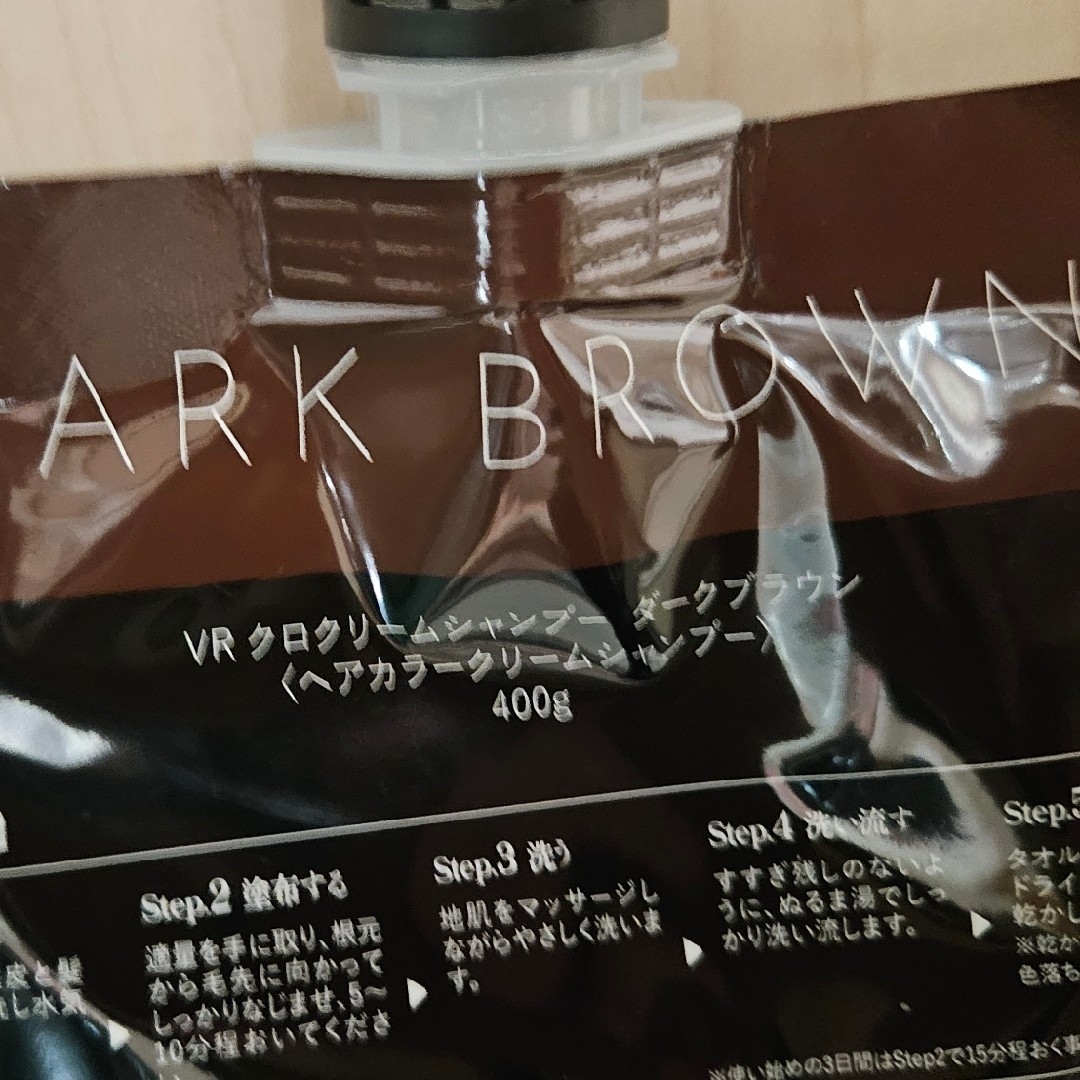 ARK BROWN
VR クロクリームシャンプー ダークブラウン
〈ヘアカラークリームシャンプー〉
400g
Step.2 塗布する
適量を手に取り、根元
から毛先に向かって
しっかりなじませ、5～
10分程おいてくださ
Step.3 洗う
地肌をマッサージし
ながらやさしく洗いま
す。
Step.4 洗い流す
すすぎ残しのないよ
うに、ぬるま湯でしっ
かり洗い流します。
Step.5
タオル
ドライ
乾かし
※乾か
色落ち
皮と髪
し水気
※使い始めの3日間はStep2で15分程おく事